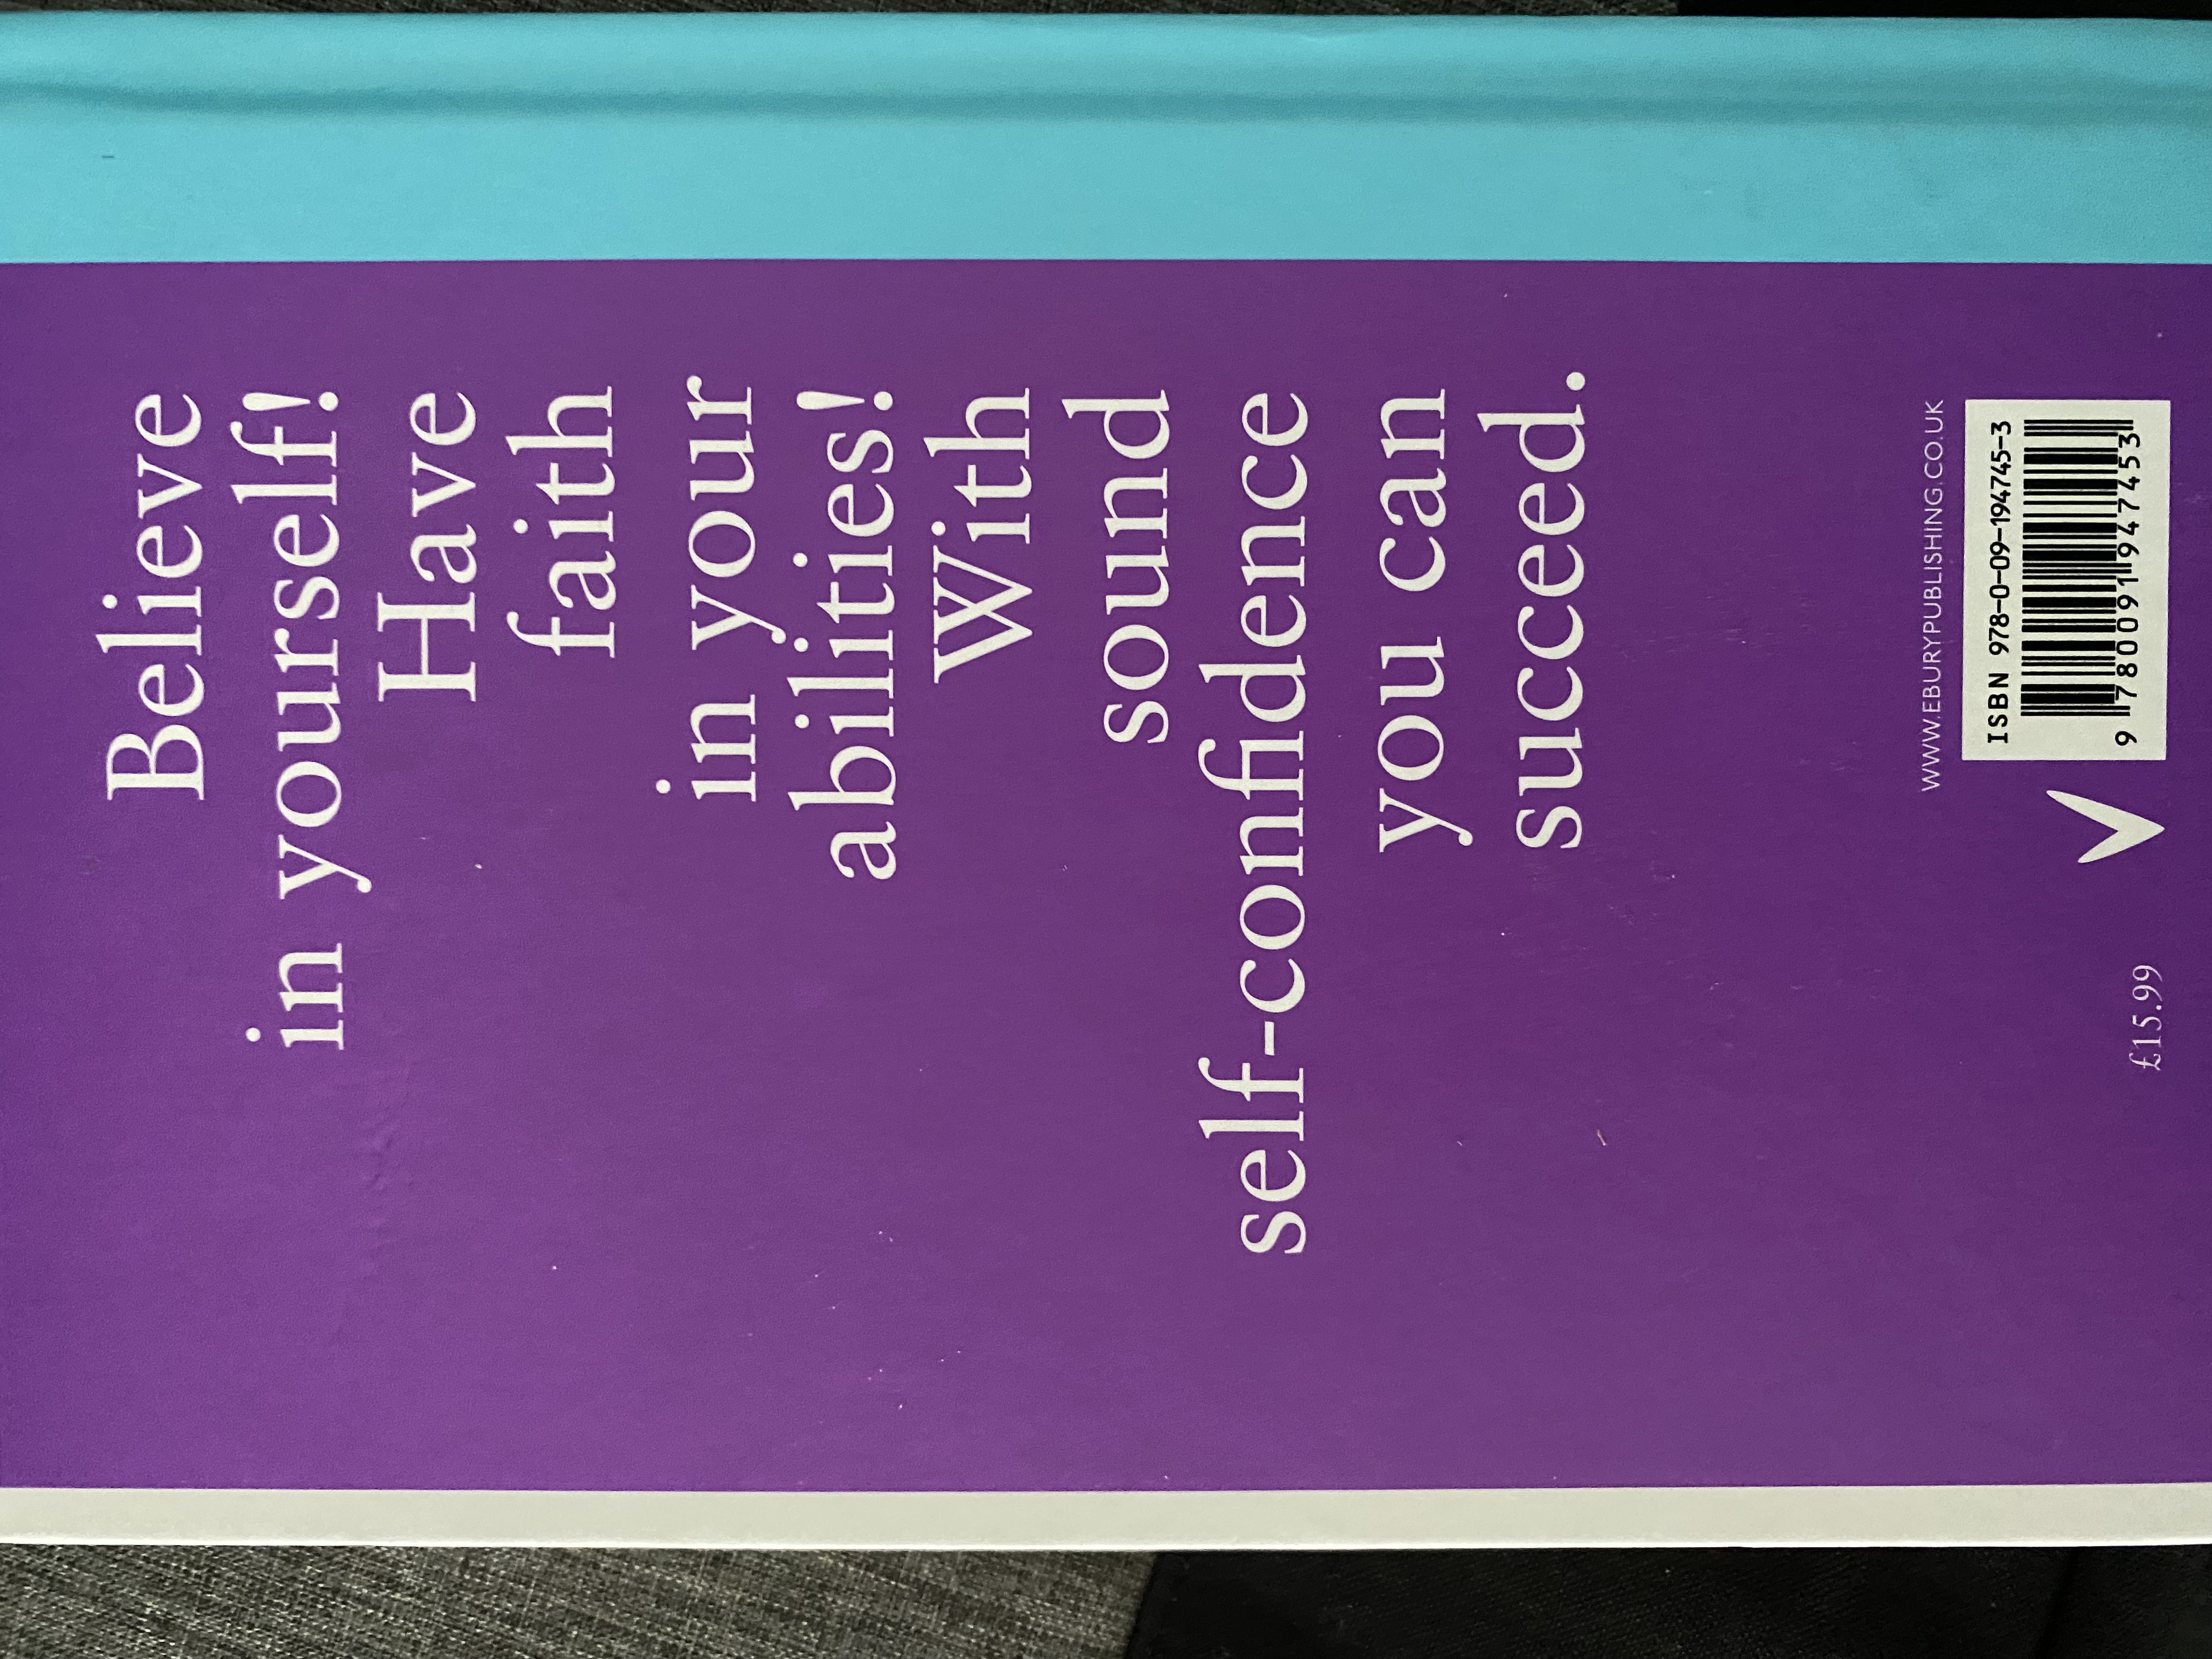 Believe
in yourself!
Have
faith
in your
abilities!
With
sound
self-confidence
you can
succeed.
WWW.EBURYPUBLISHING.CO.UK
ISBN 978-0-09-194745-3
9 780091 947453
£15.99